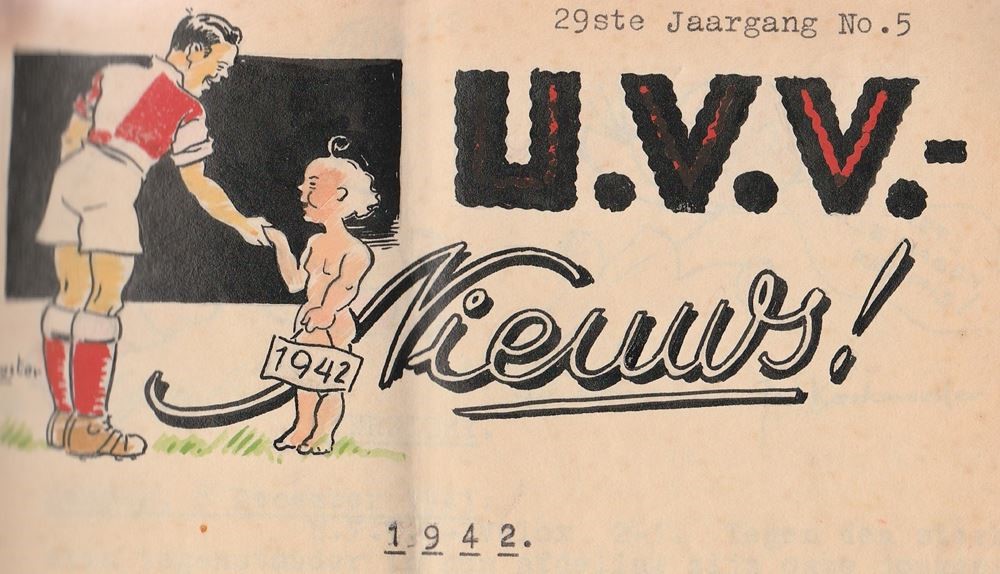 29ste Jaargang No.5
U.V.V.-
Nieuws!
1942
1942.